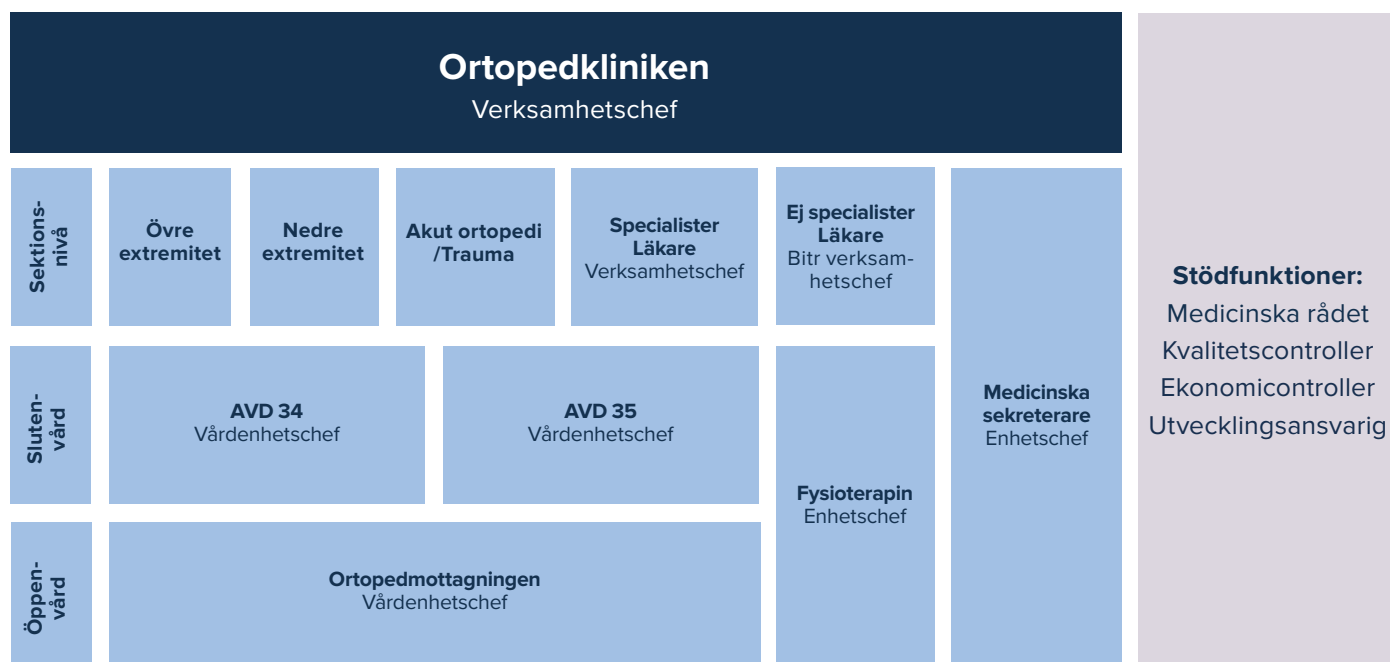 Ortopedkliniken
Verksamhetschef
Sektions-
nivå
Övre
extremitet
Nedre
extremitet
Akut ortopedi
/Trauma
Specialister
Läkare
Verksamhetschef
Ej specialister
Läkare
Bitr verksam-
hetschef
Medicinska
sekreterare
Enhetschef
Sluten-
vård
AVD 34
Vårdenhetschef
AVD 35
Vårdenhetschef
Fysioterapin
Enhetschef
Öppen-
vård
Ortopedmottagningen
Vårdenhetschef
Stödfunktioner:
Medicinska rådet
Kvalitetscontroller
Ekonomicontroller
Utvecklingsansvarig